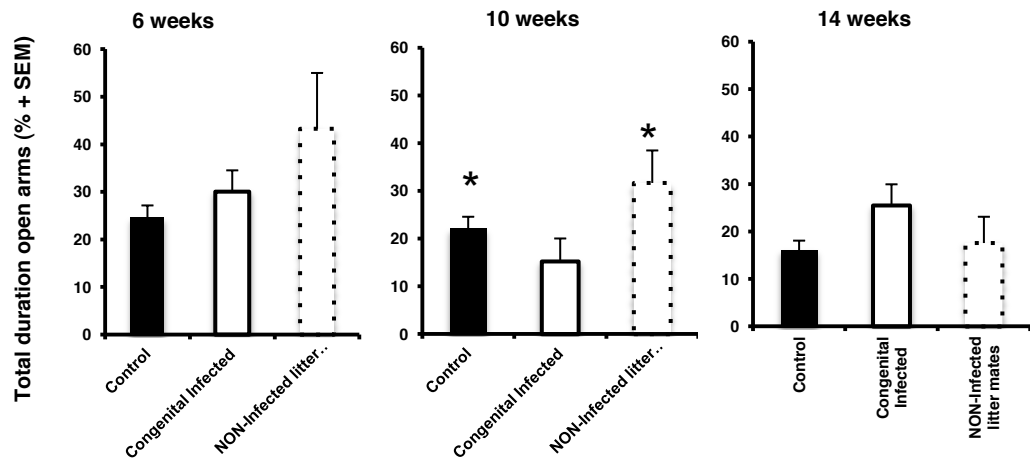 6 weeks
10 weeks
14 weeks
Total duration open arms (% + SEM)
60
50
40
30
20
10
0
Control
Congenital Infected
NON-Infected litter..
60
50
40
30
20
10
0
*
*
Control
Congenital Infected
NON-Infected litter..
60
50
40
30
20
10
0
Control
Congenital
Infected
NON-Infected
litter mates